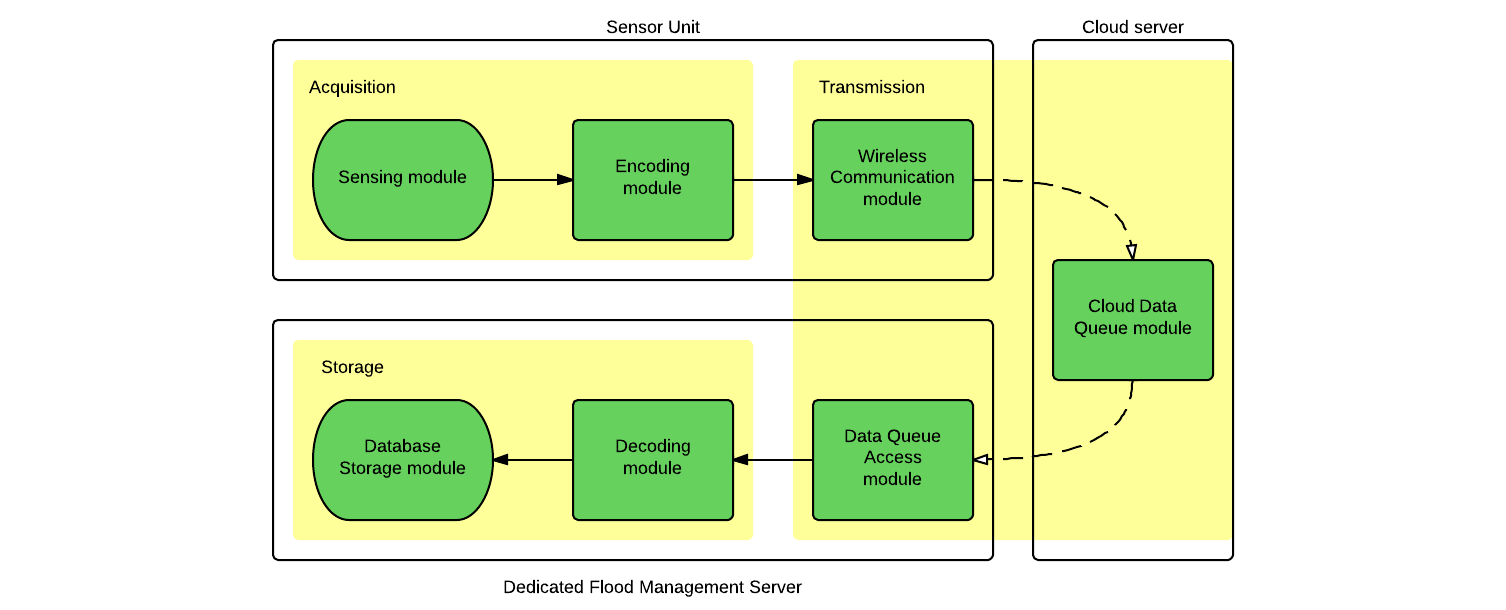 Sensor Unit
Cloud server
Acquisition
Transmission
Sensing module
Encoding
module
Wireless
Communication
module
Cloud Data
Queue module
Storage
Database
Storage module
Decoding
module
Data Queue
Access
module
Dedicated Flood Management Server